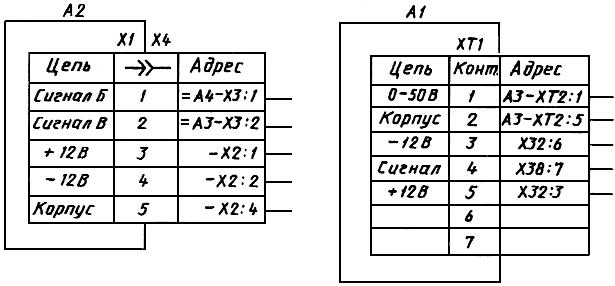 A2
X1 X4
Цепь Адрес
Сигнал Б 1 =A4-X3:1
Сигнал В 2 =A3-X3:2
+12В 3 -X2:1
-12В 4 -X2:2
Корпус 5 -X2:4
A1
XT1
Цепь Конт. Адрес
0-50В 1 A3-XT2:1
Корпус 2 A3-XT2:5
-12В 3 X32:6
Сигнал 4 X38:7
+12В 5 X32:3
6
7